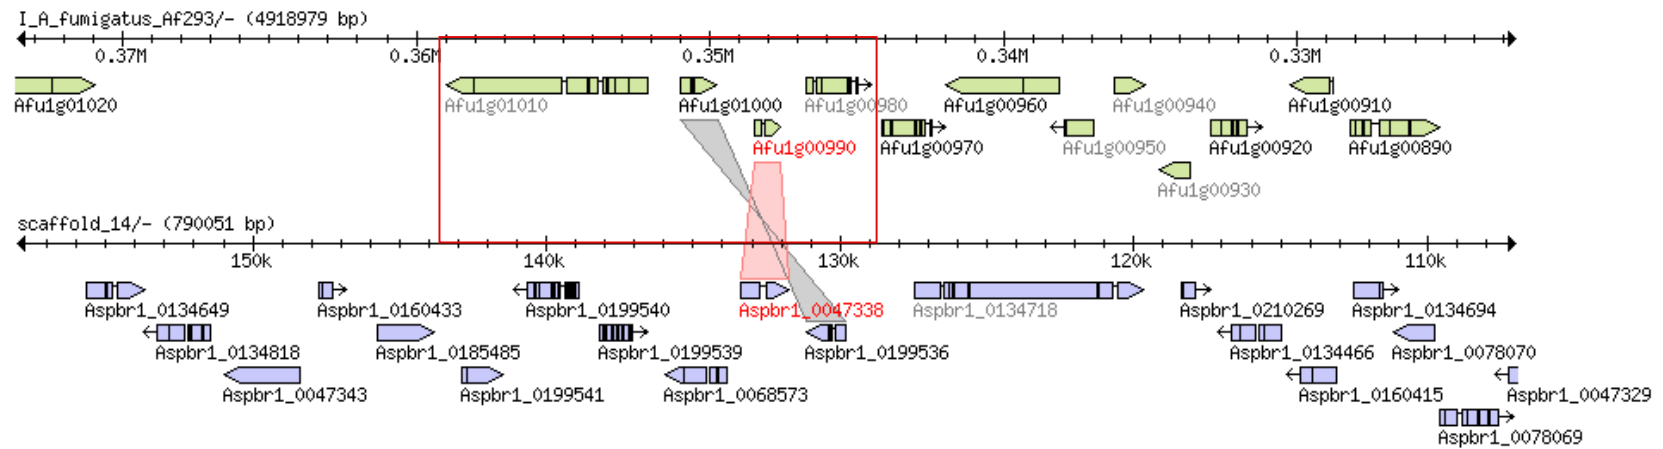 I_A_fumigatus_Af293/- (4918979 bp)
0.37M 0.36M 0.35M 0.34M 0.33M
Afu1g01020 Afu1g01010 Afu1g01000 Afu1g00980 Afu1g00960 Afu1g00940 Afu1g00910
Afu1g00990 Afu1g00970 Afu1g00950 Afu1g00920 Afu1g00890
Afu1g00930
scaffold_14/- (790051 bp)
150k 140k 130k 120k 110k
Aspbr1_0134649 Aspbr1_0160433 Aspbr1_0199540 Aspbr1_0047338 Aspbr1_0134718 Aspbr1_0210269 Aspbr1_0134694
Aspbr1_0134818 Aspbr1_0185485 Aspbr1_0199539 Aspbr1_0199536 Aspbr1_0134466 Aspbr1_0078070
Aspbr1_0047343 Aspbr1_0199541 Aspbr1_0068573 Aspbr1_0160415 Aspbr1_0047329
Aspbr1_0078069